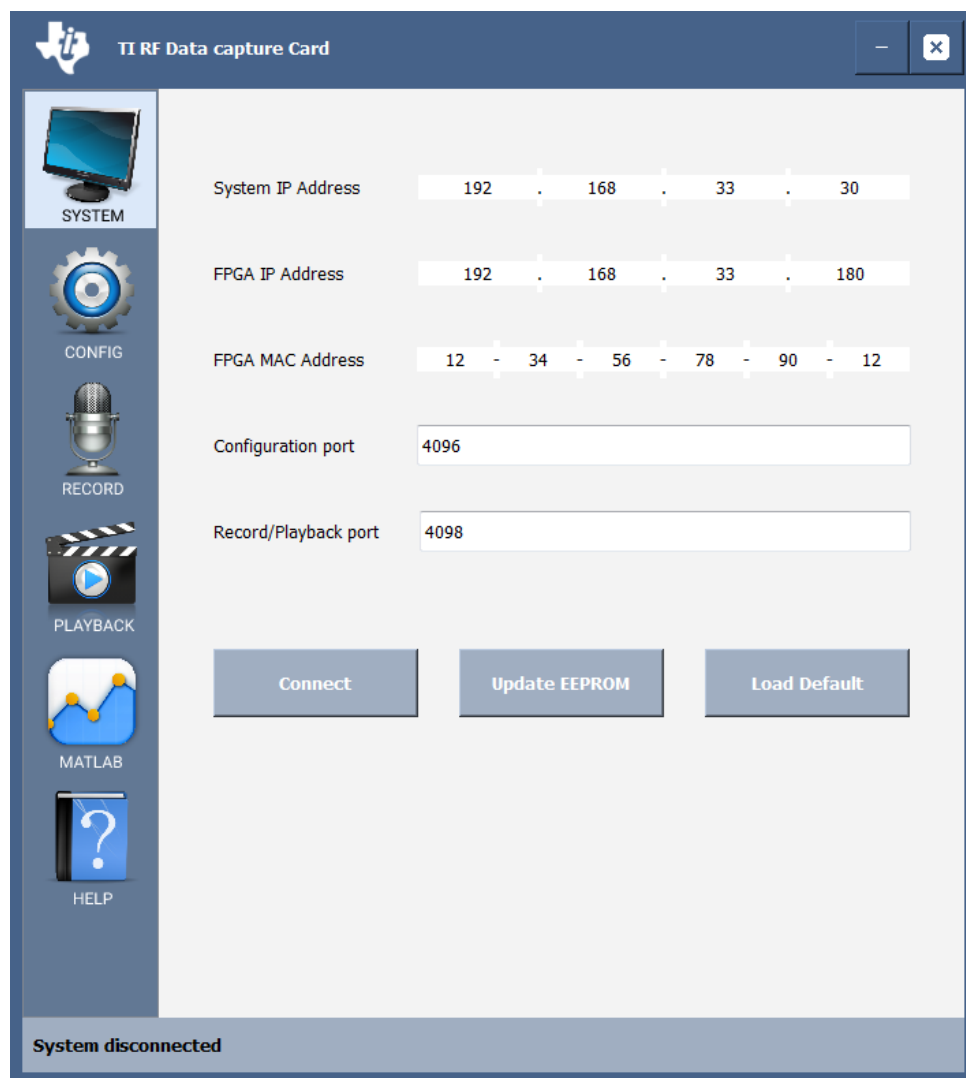 TI RF Data capture Card
SYSTEM
CONFIG
RECORD
PLAYBACK
MATLAB
HELP
System IP Address 192 . 168 . 33 . 30
FPGA IP Address 192 . 168 . 33 . 180
FPGA MAC Address 12 - 34 - 56 - 78 - 90 - 12
Configuration port 4096
Record/Playback port 4098
Connect Update EEPROM Load Default
System disconnected